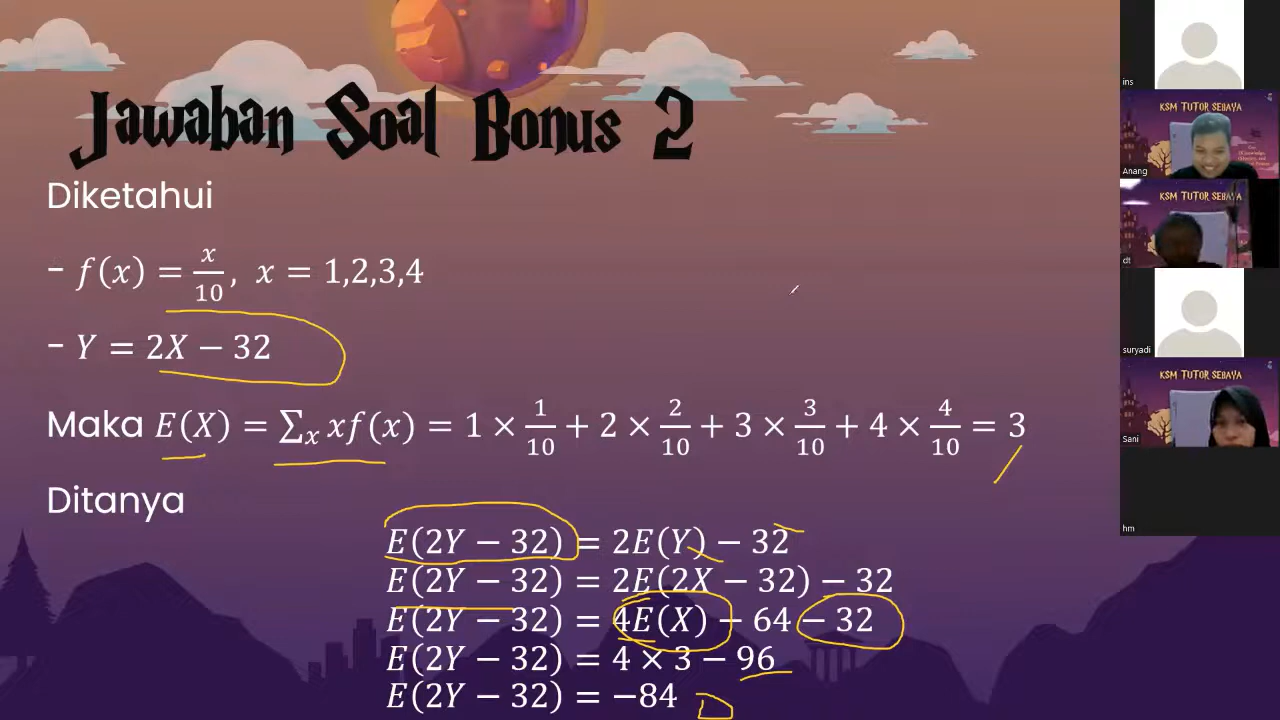 Jawaban Soal Bonus 2
Diketahui
- f(x) = x/10, x = 1,2,3,4
- Y = 2X − 32
Maka E(X) = ∑ₓ xf(x) = 1 × 1/10 + 2 × 2/10 + 3 × 3/10 + 4 × 4/10 = 3
Ditanya
E(2Y − 32) = 2E(Y) − 32
E(2Y − 32) = 2E(2X − 32) − 32
E(2Y − 32) = 4E(X) − 64 − 32
E(2Y − 32) = 4 × 3 − 96
E(2Y − 32) = −84
ins
KSM TUTOR SEBAYA
Anang
KSM TUTOR SEBAYA
dt
suryadi
KSM TUTOR SEBAYA
Sani
hm